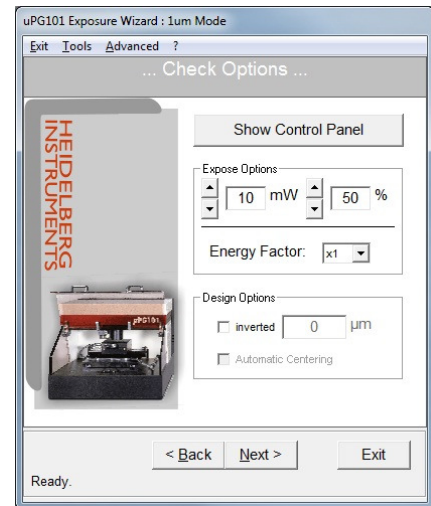 uPG101 Exposure Wizard : 1um Mode
Exit Tools Advanced ?
... Check Options ...
HEIDELBERG
INSTRUMENTS
µPG101
Show Control Panel
Expose Options
10 mW 50 %
Energy Factor: x1
Design Options
inverted 0 µm
Automatic Centering
< Back Next > Exit
Ready.